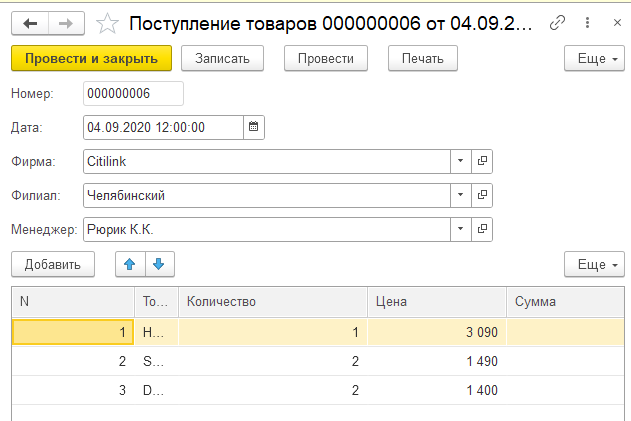 Поступление товаров 000000006 от 04.09.2...
Провести и закрыть Записать Провести Печать Еще
Номер: 000000006
Дата: 04.09.2020 12:00:00
Фирма: Citilink
Филиал: Челябинский
Менеджер: Рюрик К.К.
Добавить Еще
N То... Количество Цена Сумма
1 H... 1 3 090
2 S... 2 1 490
3 D... 2 1 400